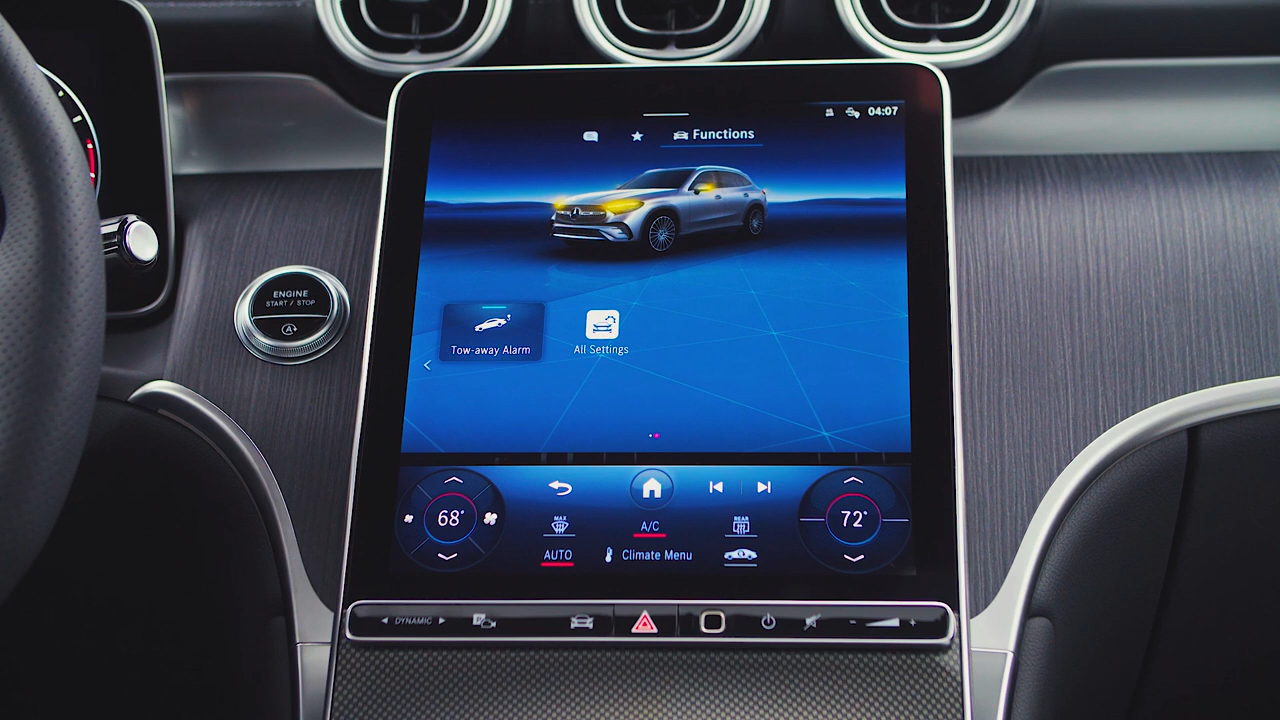 04:07
Functions
ENGINE
START / STOP
A
Tow-away Alarm
All Settings
68°
72°
MAX
A/C
REAR
AUTO
Climate Menu
DYNAMIC
P
- +